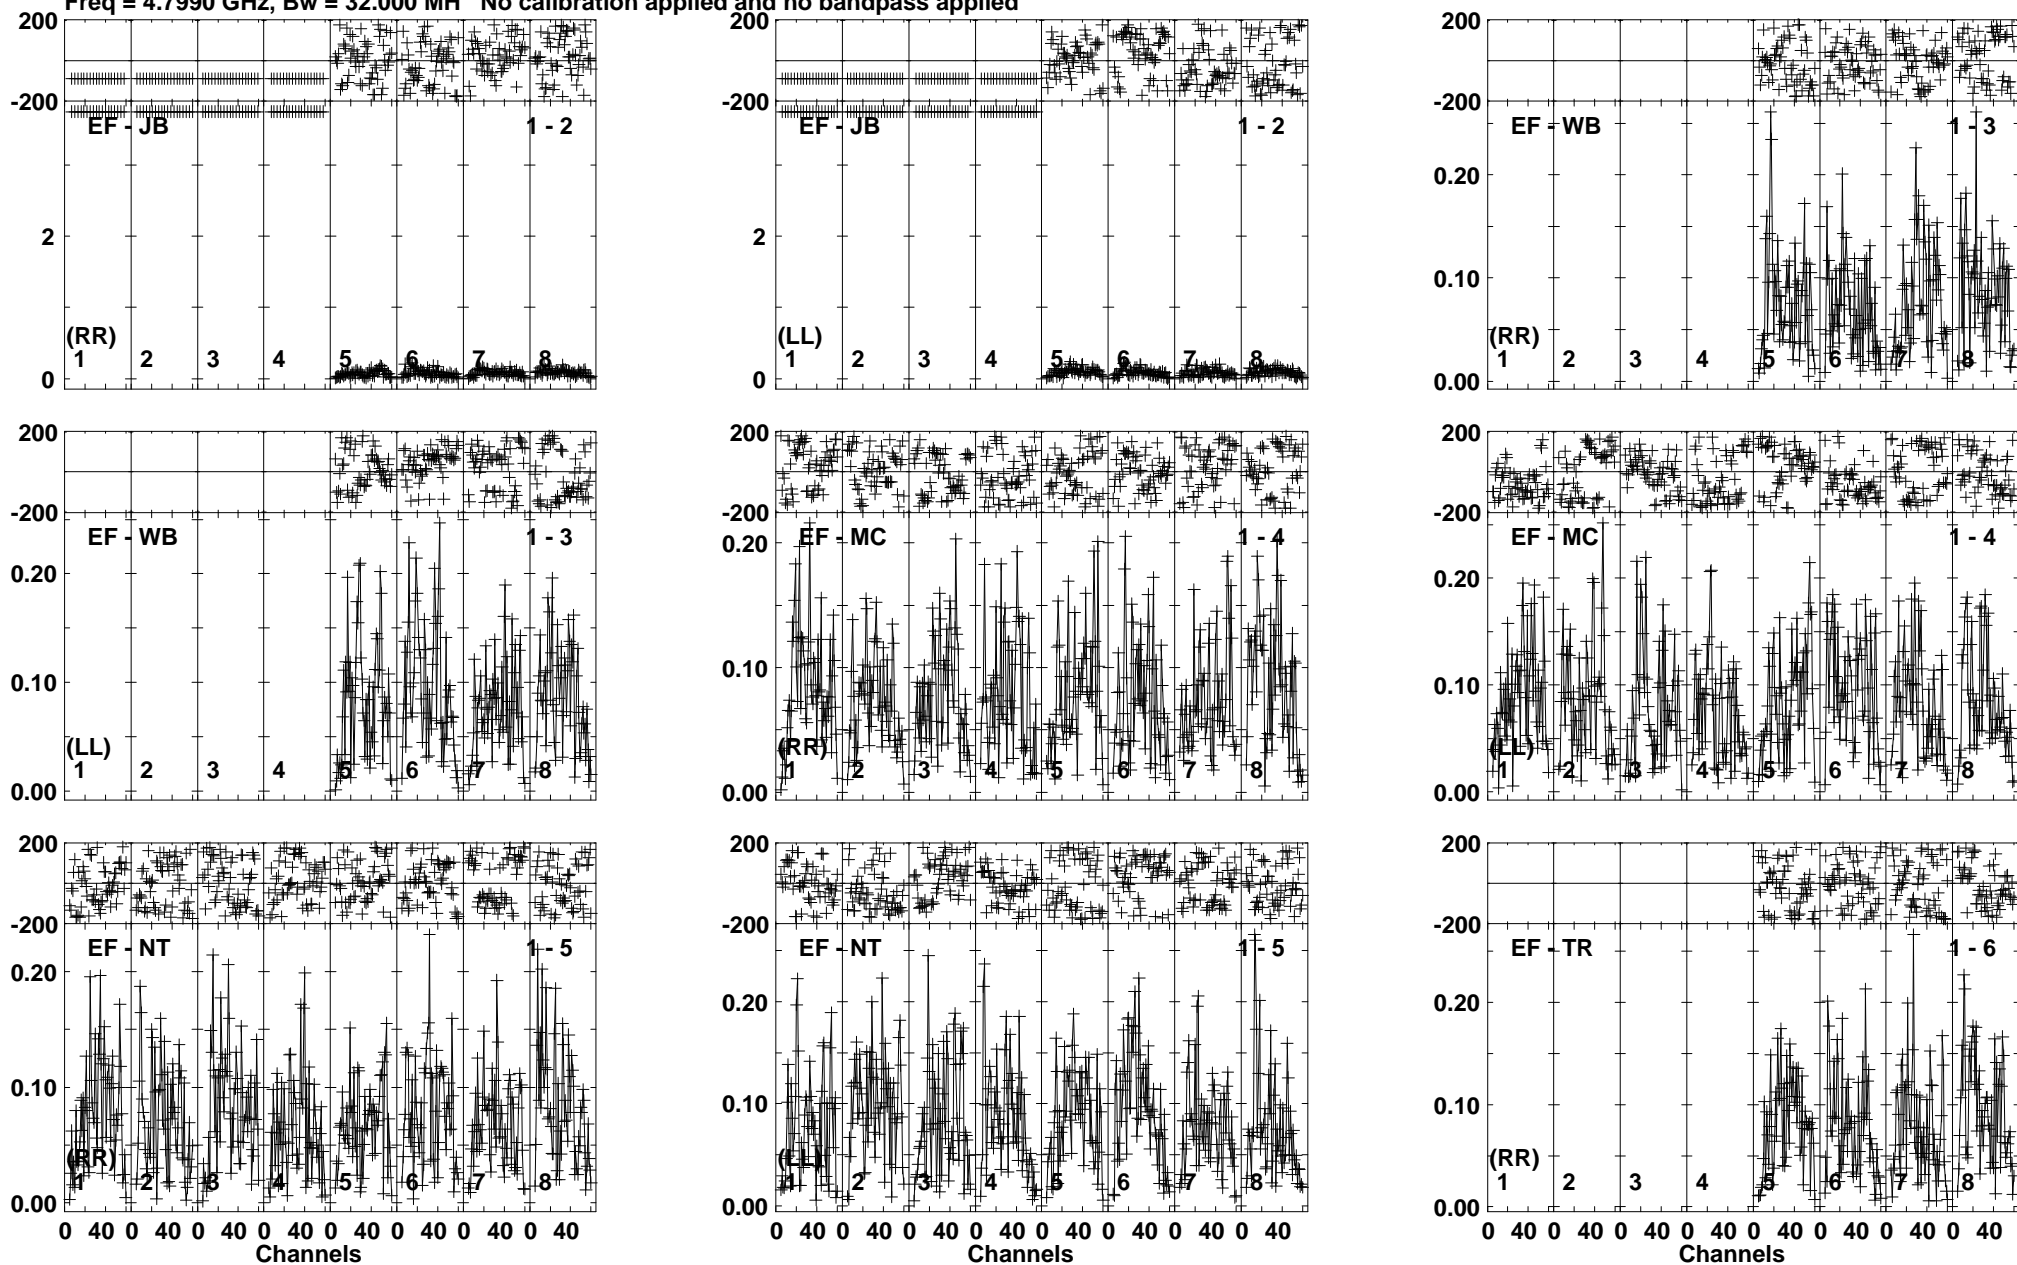 Freq = 4.7990 GHz, Bw = 32.000 MH No calibration applied and no bandpass applied
200
-200
EF - JB 1 - 2
2
(RR)
1 2 3 4 5 6 7 8
0
200
-200
EF - JB 1 - 2
2
(LL)
1 2 3 4 5 6 7 8
0
200
-200
EF - WB 1 - 3
0.20
0.10
(RR)
1 2 3 4 5 6 7 8
0.00
200
-200
EF - WB 1 - 3
0.20
0.10
(LL)
1 2 3 4 5 6 7 8
0.00
200
-200
EF - MC 1 - 4
0.20
0.10
(RR)
1 2 3 4 5 6 7 8
0.00
200
-200
EF - MC 1 - 4
0.20
0.10
(LL)
1 2 3 4 5 6 7 8
0.00
200
-200
EF - NT 1 - 5
0.20
0.10
(RR)
1 2 3 4 5 6 7 8
0.00
0 40 0 40 0 40 0 40 0 40 0 40 0 40 0 40
Channels
200
-200
EF - NT 1 - 5
0.20
0.10
(LL)
1 2 3 4 5 6 7 8
0.00
0 40 0 40 0 40 0 40 0 40 0 40 0 40 0 40
Channels
200
-200
EF - TR 1 - 6
0.20
0.10
(RR)
1 2 3 4 5 6 7 8
0.00
0 40 0 40 0 40 0 40 0 40 0 40 0 40 0 40
Channels